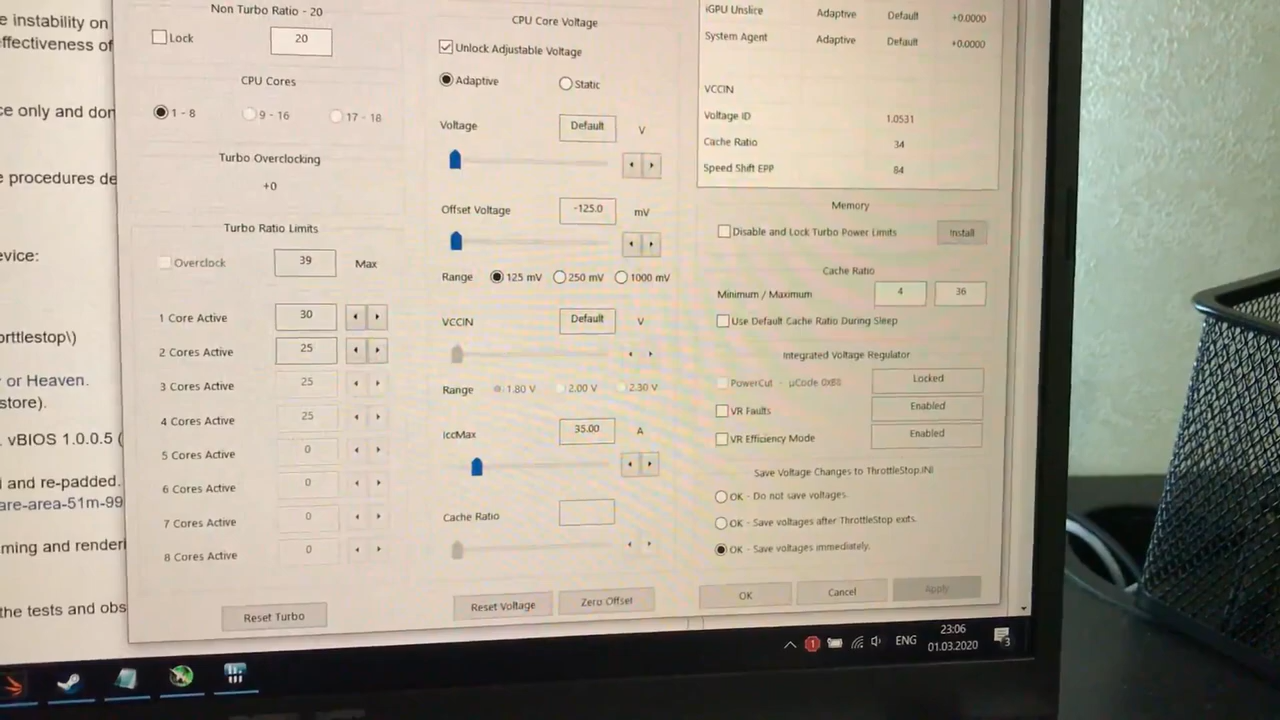 e instability on
ffectiveness of
ce only and don
e procedures de
evice:
orttlestop\)
or Heaven.
store).
. vBIOS 1.0.0.5 (
l and re-padded.
are-area-51m-99
ming and renderi
the tests and obs
Non Turbo Ratio - 20
Lock
20
CPU Cores
1 - 8
9 - 16
17 - 18
Turbo Overclocking
+0
Turbo Ratio Limits
Overclock
39
Max
1 Core Active
30
2 Cores Active
25
3 Cores Active
25
4 Cores Active
25
5 Cores Active
0
6 Cores Active
0
7 Cores Active
0
8 Cores Active
0
Reset Turbo
CPU Core Voltage
Unlock Adjustable Voltage
Adaptive
Static
Voltage
Default
V
Offset Voltage
-125.0
mV
Range
125 mV
250 mV
1000 mV
VCCIN
Default
V
Range
1.80 V
2.00 V
2.30 V
IccMax
35.00
A
Cache Ratio
Reset Voltage
Zero Offset
iGPU Unslice
Adaptive
Default
+0.0000
System Agent
Adaptive
Default
+0.0000
VCCIN
Voltage ID
1.0531
Cache Ratio
34
Speed Shift EPP
84
Memory
Disable and Lock Turbo Power Limits
Install
Cache Ratio
Minimum / Maximum
4
36
Use Default Cache Ratio During Sleep
Integrated Voltage Regulator
PowerCut - µCode 0xB8
Locked
VR Faults
Enabled
VR Efficiency Mode
Enabled
Save Voltage Changes to ThrottleStop.INI
OK - Do not save voltages.
OK - Save voltages after ThrottleStop exits.
OK - Save voltages immediately.
OK
Cancel
Apply
1
ENG
23:06
01.03.2020
3